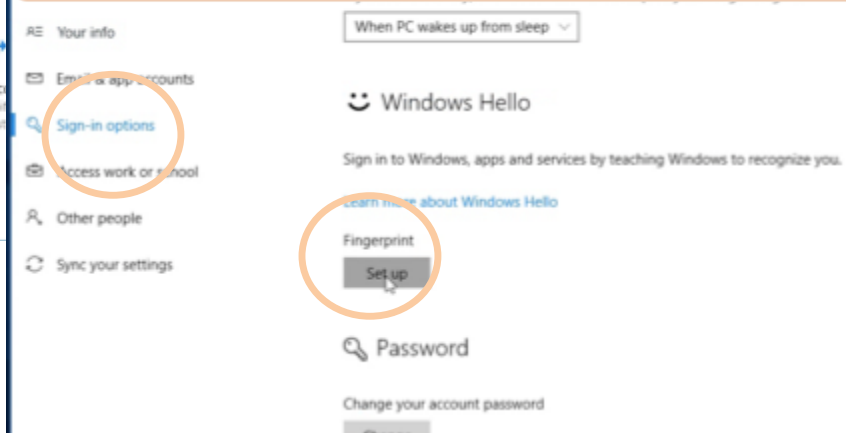 When PC wakes up from sleep
Your info
Email & app accounts
Windows Hello
Sign-in options
Sign in to Windows, apps and services by teaching Windows to recognize you.
Access work or school
Learn more about Windows Hello
Other people
Fingerprint
Sync your settings
Set up
Password
Change your account password